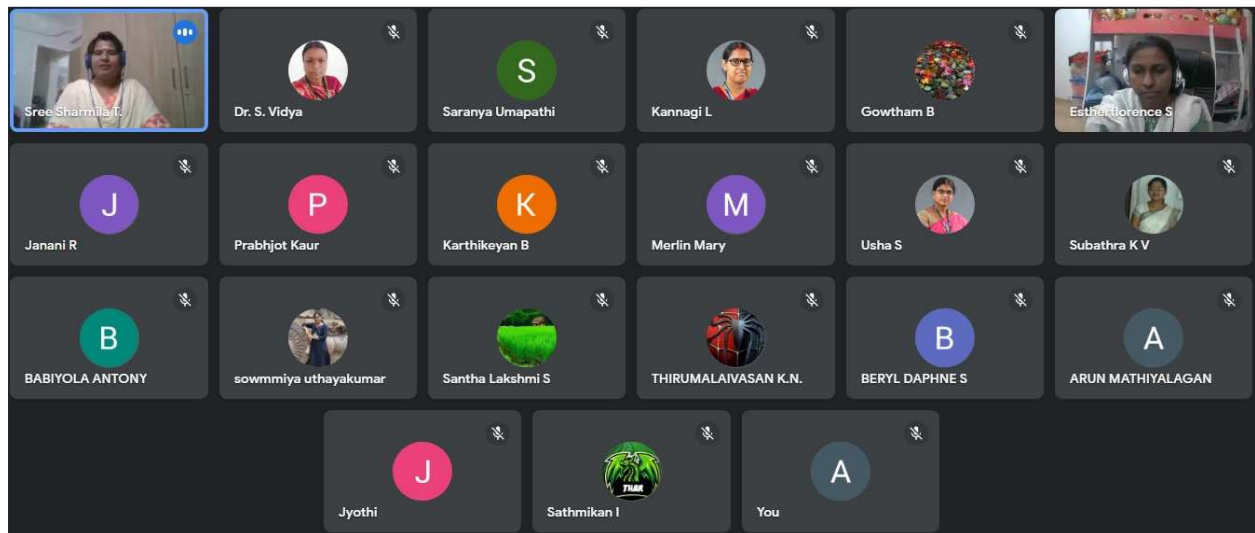 Sree Sharmila T.
S
Dr. S. Vidya
Saranya Umapathi
Kannagi L
Gowtham B
Estherflorence S
J
P
K
M
Janani R
Prabhjot Kaur
Karthikeyan B
Merlin Mary
Usha S
Subathra K V
B
B
A
BABIYOLA ANTONY
sowmmiya uthayakumar
Santha Lakshmi S
THIRUMALAIVASAN K.N.
BERYL DAPHNE S
ARUN MATHIYALAGAN
J
THAR
A
Jyothi
Sathmikan I
You